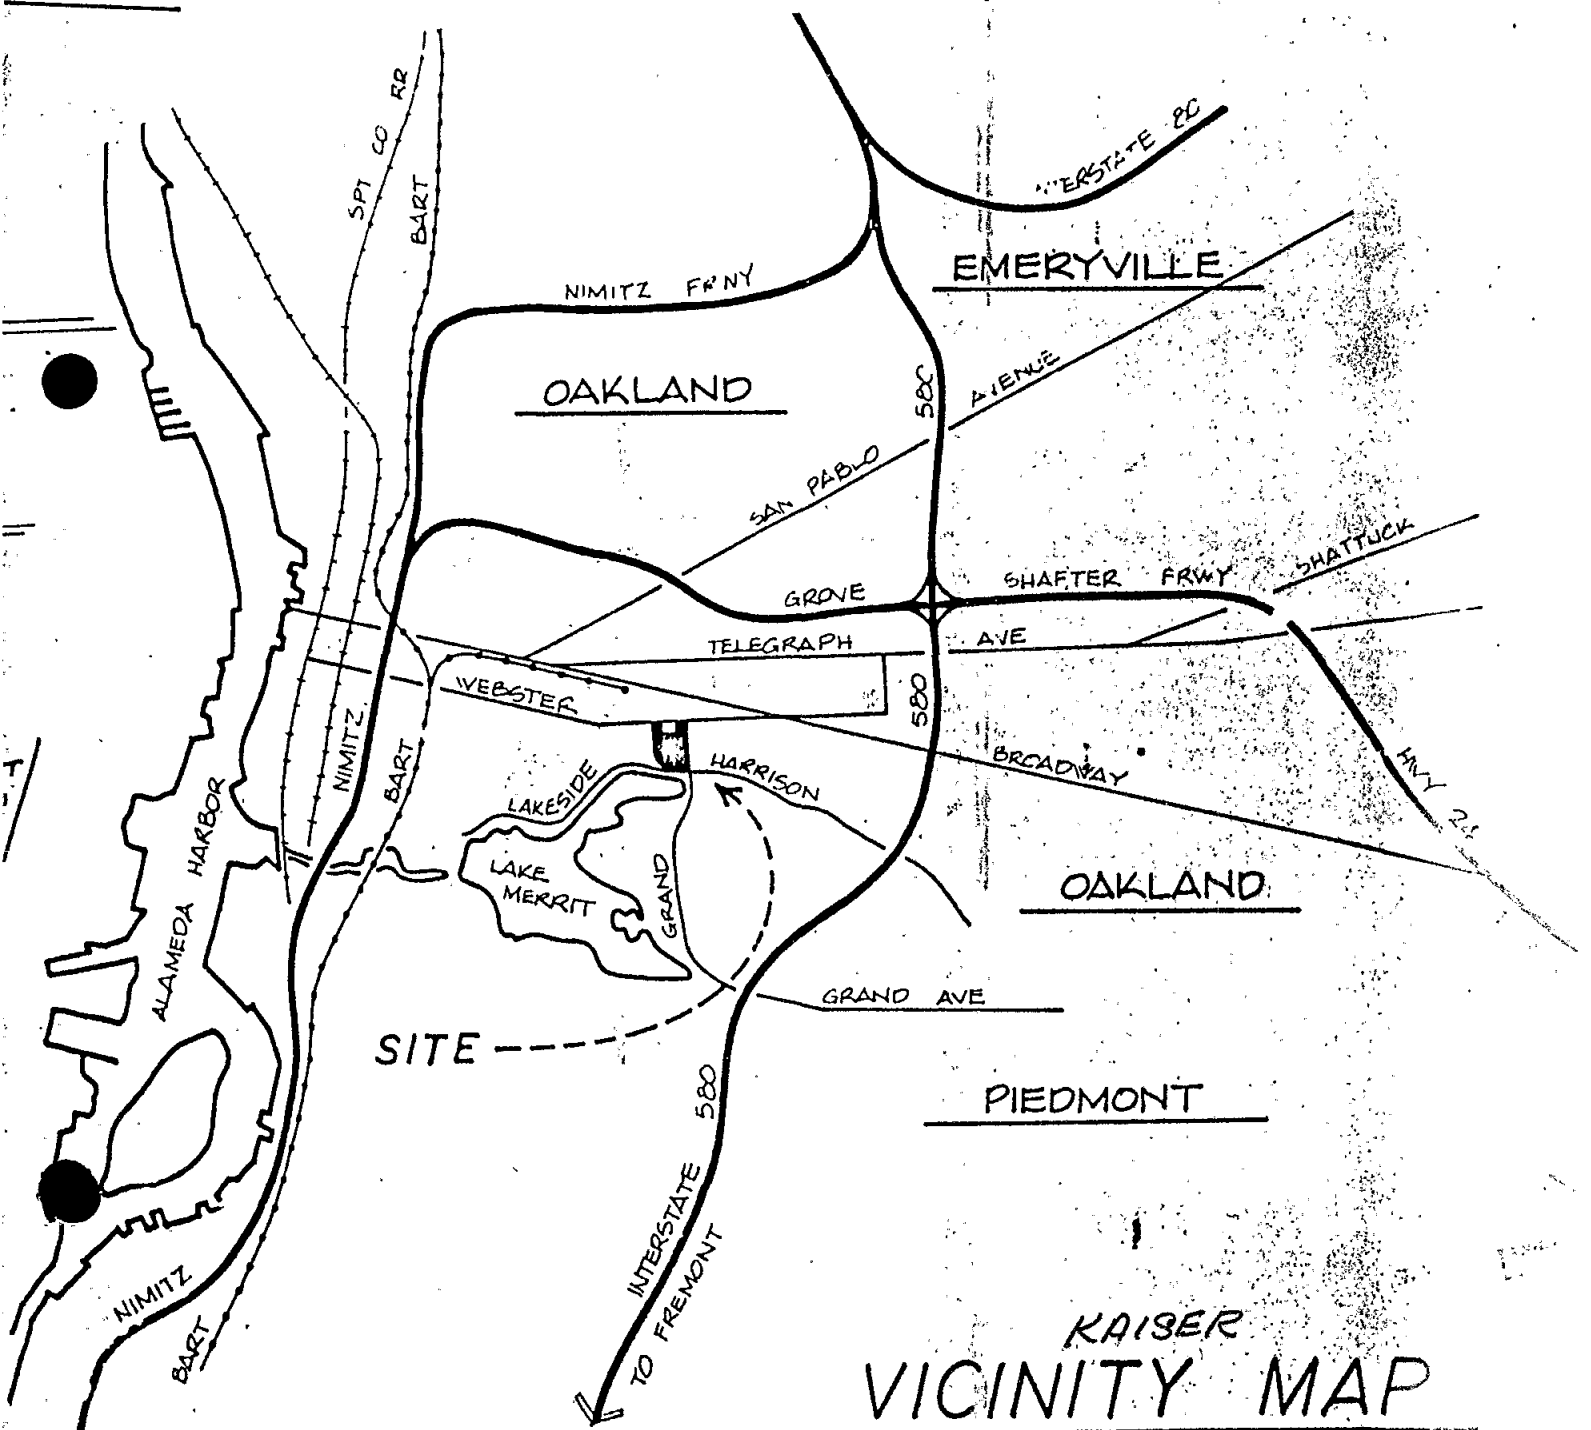 SPT CO RR
BART
INTERSTATE 80
EMERYVILLE
NIMITZ FRWY
OAKLAND
580
AVENUE
SAN PABLO
SHATTUCK
GROVE
SHAFTER FRWY
TELEGRAPH
AVE
WEBSTER
580
NIMITZ
BART
LAKESIDE
HARRISON
BROADWAY
HWY 24
ALAMEDA HARBOR
LAKE
MERRIT
GRAND
OAKLAND
GRAND AVE
SITE
580
PIEDMONT
INTERSTATE
TO FREMONT
NIMITZ
BART
KAISER
VICINITY MAP